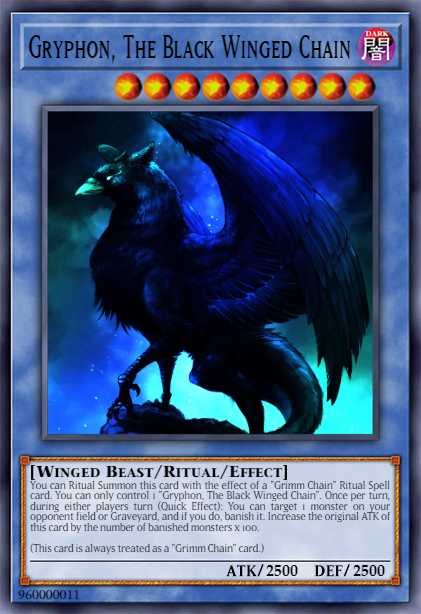 Gryphon, The Black Winged Chain
DARK
闇
[Winged Beast/Ritual/Effect]
You can Ritual Summon this card with the effect of a "Grimm Chain" Ritual Spell
card. You can only control 1 "Gryphon, The Black Winged Chain". Once per turn,
during either players turn (Quick Effect): You can target 1 monster on your
opponent field or Graveyard, and if you do, banish it. Increase the original ATK of
this card by the number of banished monsters x 100.
(This card is always treated as a "Grimm Chain" card.)
ATK/2500 DEF/2500
960000011